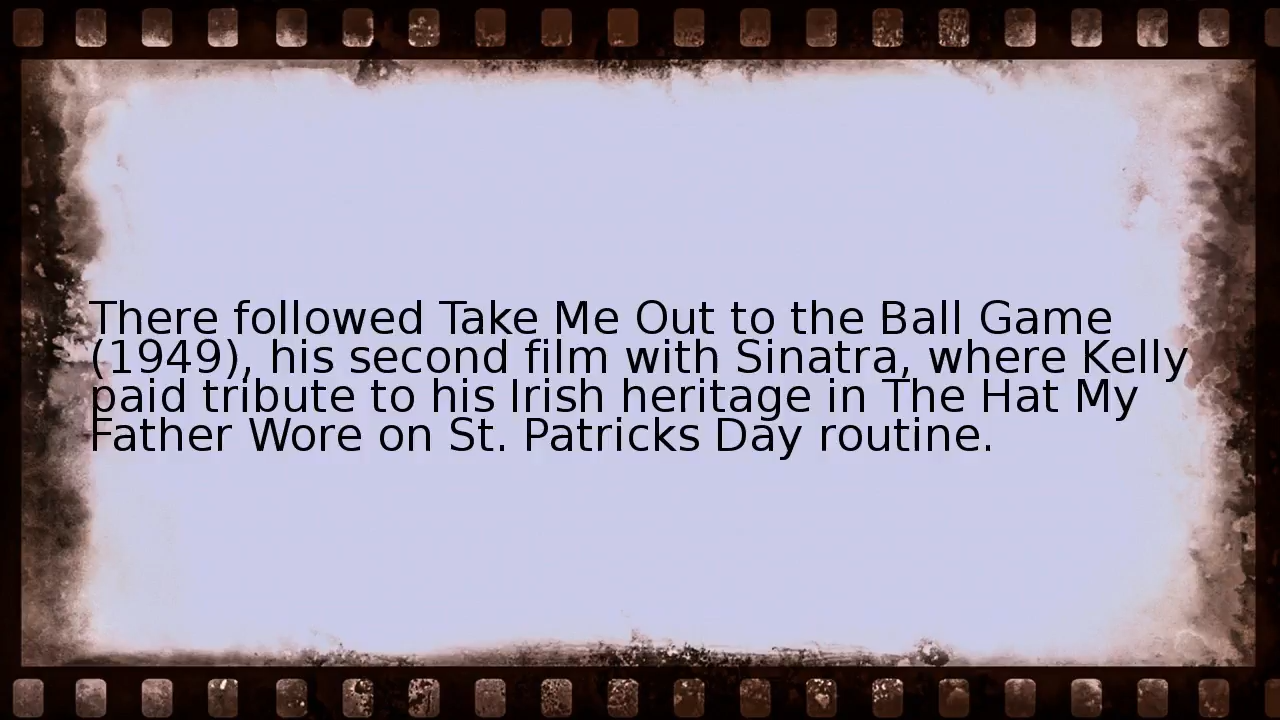 There followed Take Me Out to the Ball Game
(1949), his second film with Sinatra, where Kelly
paid tribute to his Irish heritage in The Hat My
Father Wore on St. Patricks Day routine.